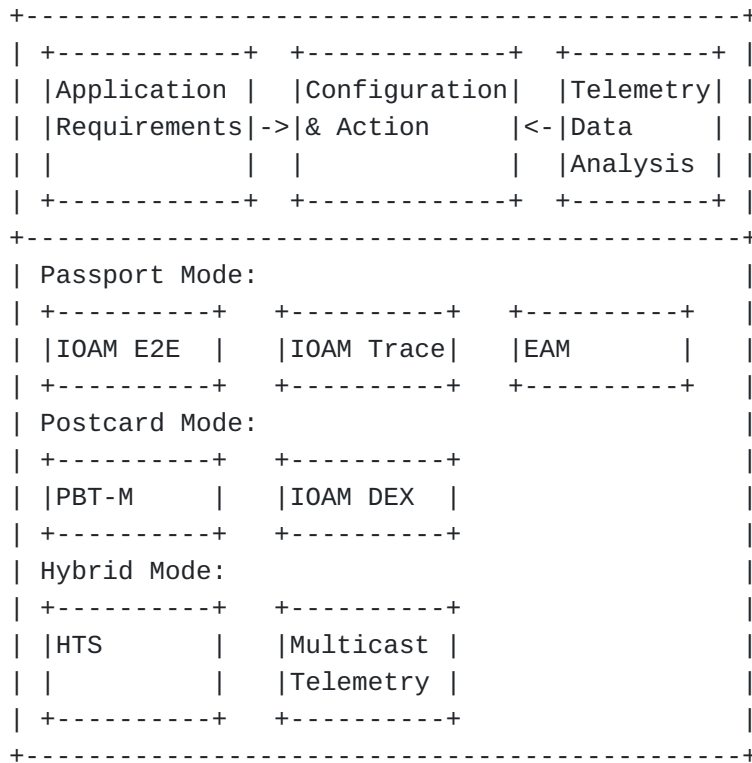 +----------------------------------------------+
| +------------+  +-------------+  +---------+ |
| |Application |  |Configuration|  |Telemetry| |
| |Requirements|->|& Action     |<-|Data     | |
| |            |  |             |  |Analysis | |
| +------------+  +-------------+  +---------+ |
+----------------------------------------------+
| Passport Mode:                               |
| +----------+   +----------+   +----------+   |
| |IOAM E2E  |   |IOAM Trace|   |EAM       |   |
| +----------+   +----------+   +----------+   |
| Postcard Mode:                               |
| +----------+   +----------+                  |
| |PBT-M     |   |IOAM DEX  |                  |
| +----------+   +----------+                  |
| Hybrid Mode:                                 |
| +----------+   +----------+                  |
| |HTS       |   |Multicast |                  |
| |          |   |Telemetry |                  |
| +----------+   +----------+                  |
+----------------------------------------------+